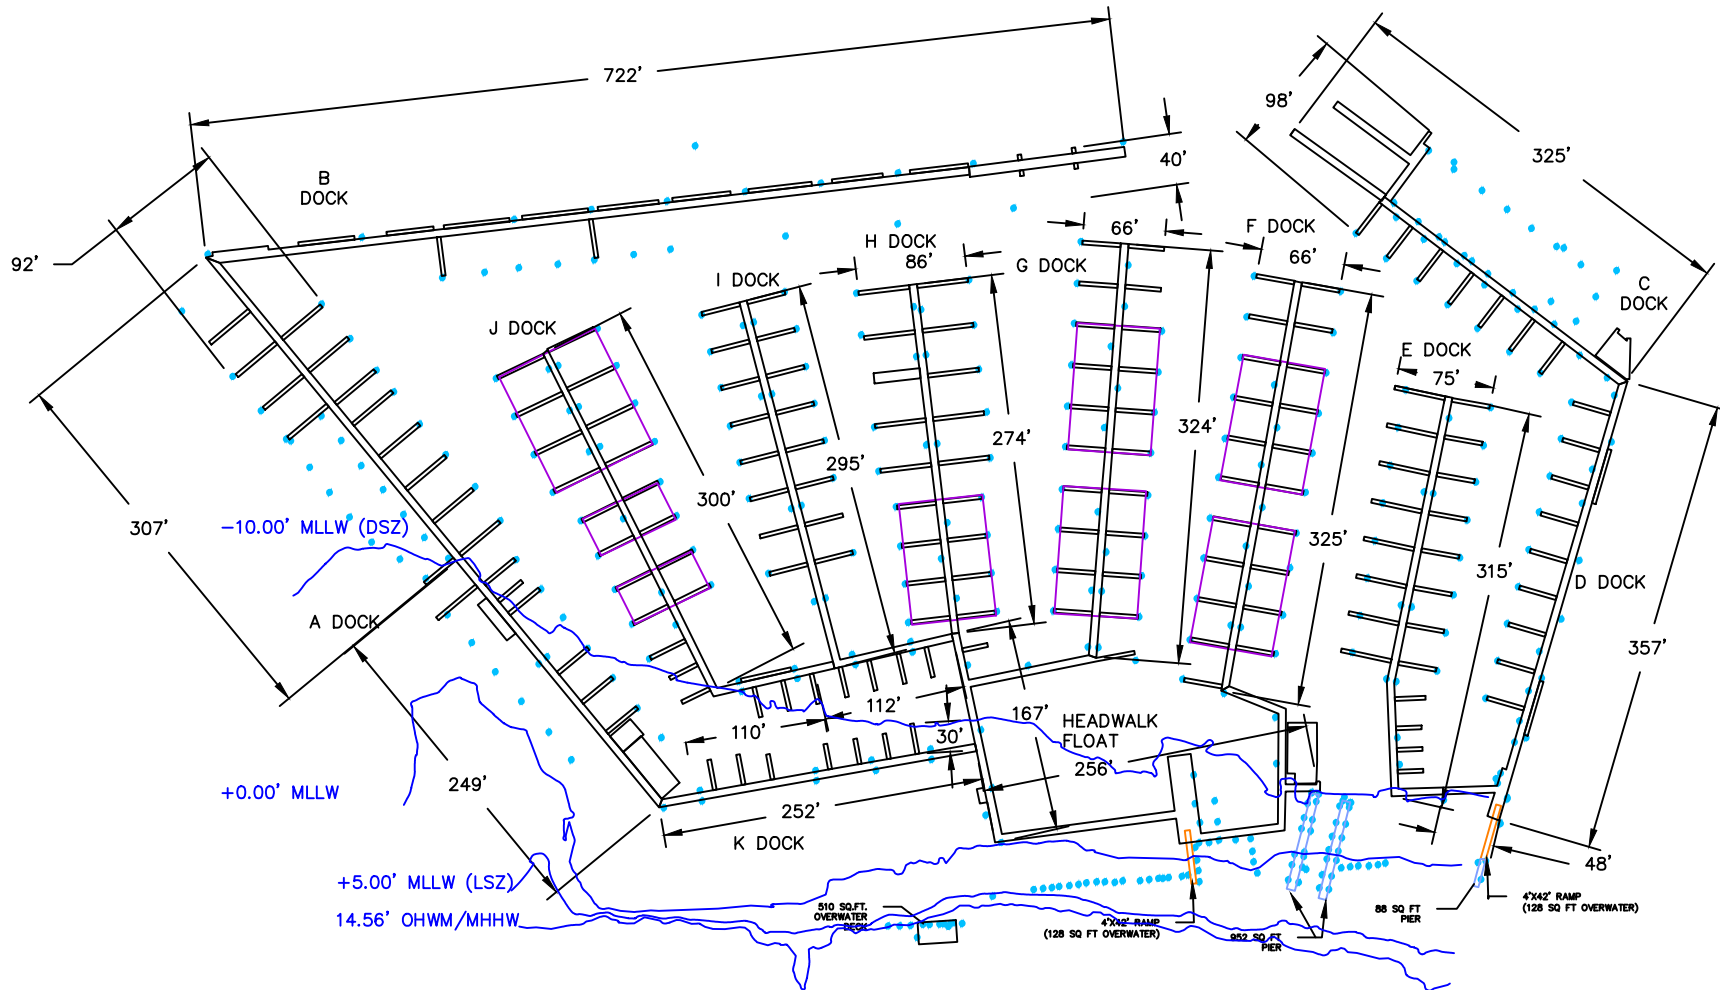 722'
98'
325'
40'
B
DOCK
92'
66'
F DOCK
H DOCK
86'
66'
G DOCK
I DOCK
C
DOCK
J DOCK
E DOCK
75'
324'
274'
295'
300'
307'
-10.00' MLLW (DSZ)
325'
315'
D DOCK
A DOCK
357'
112'
167'
HEADWALK
FLOAT
110'
30'
256'
249'
+0.00' MLLW
252'
K DOCK
48'
+5.00' MLLW (LSZ)
4'X42' RAMP
(128 SQ FT OVERWATER)
510 SQ.FT.
OVERWATER
DECK
14.56' OHWM/MHHW
88 SQ FT
PIER
4'X42' RAMP
(128 SQ FT OVERWATER)
952 SQ FT
PIER